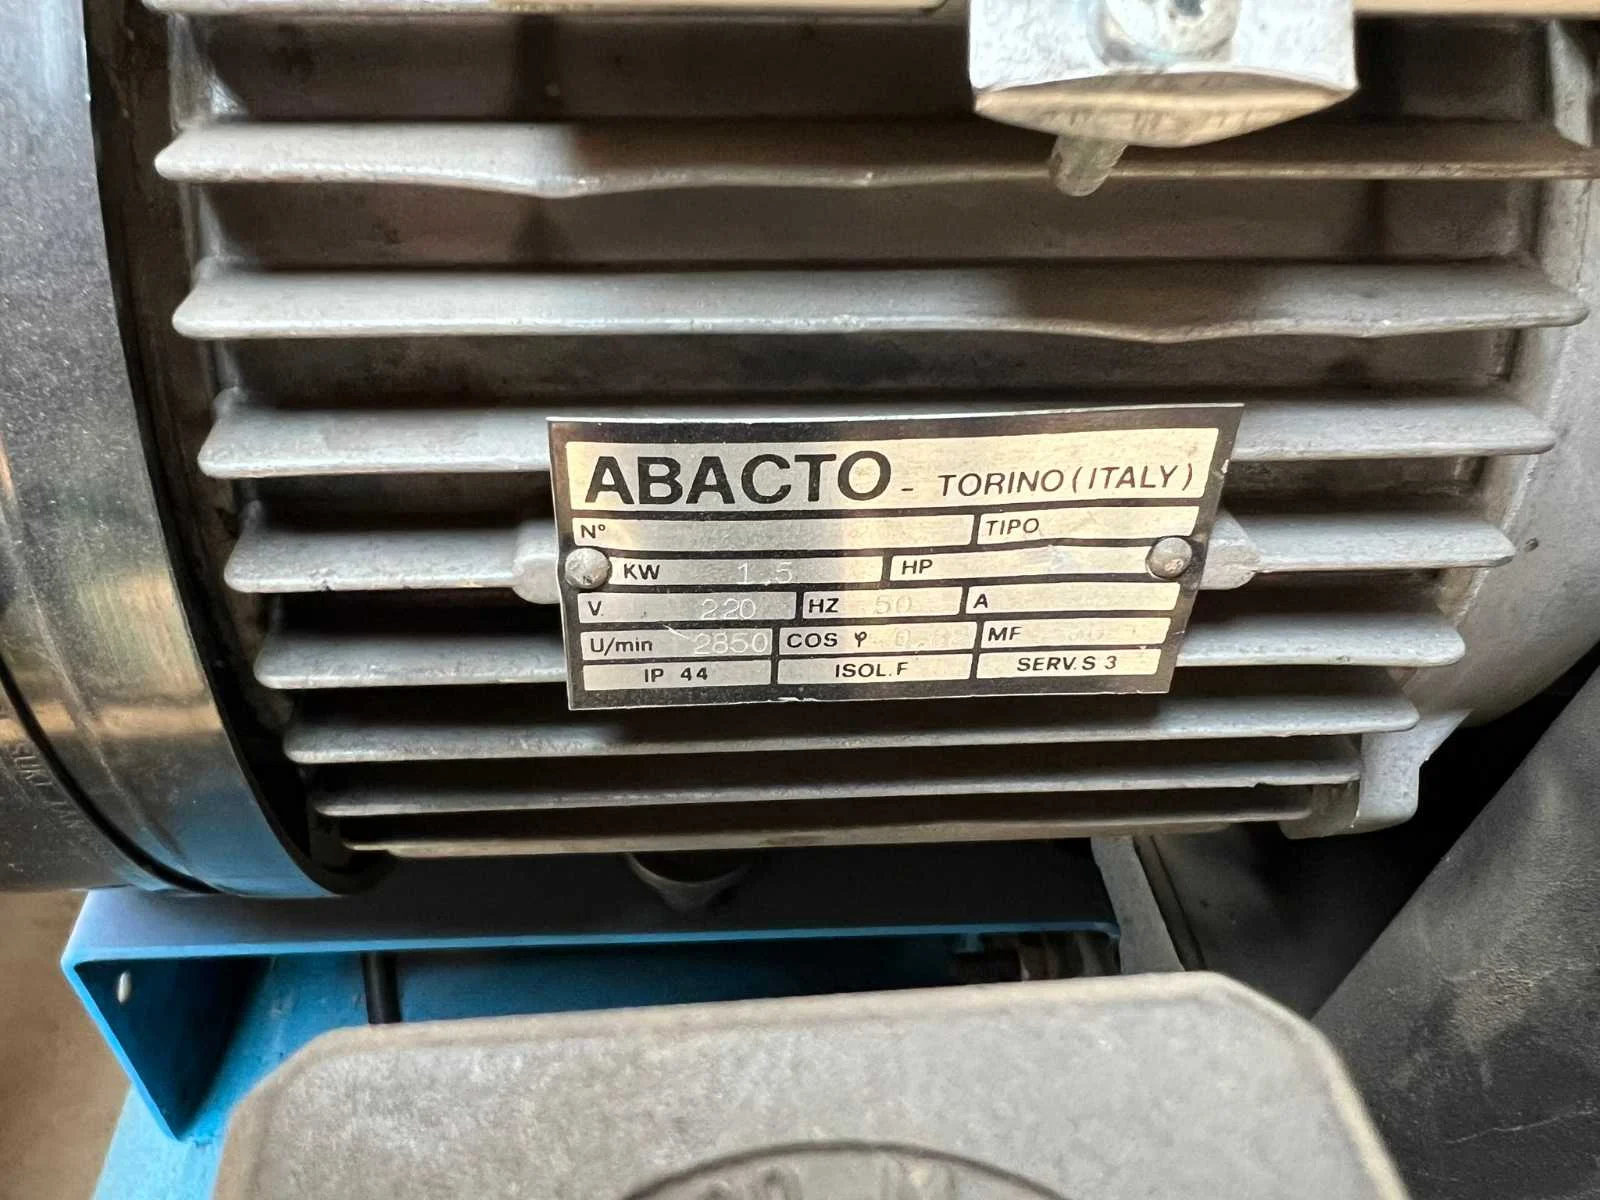 ABACTO - TORINO (ITALY)
Nº TIPO
KW 1.5 HP
V. 220 HZ 50 A
U/min 2850 COS φ MF
IP 44 ISOL. F SERV. S 3